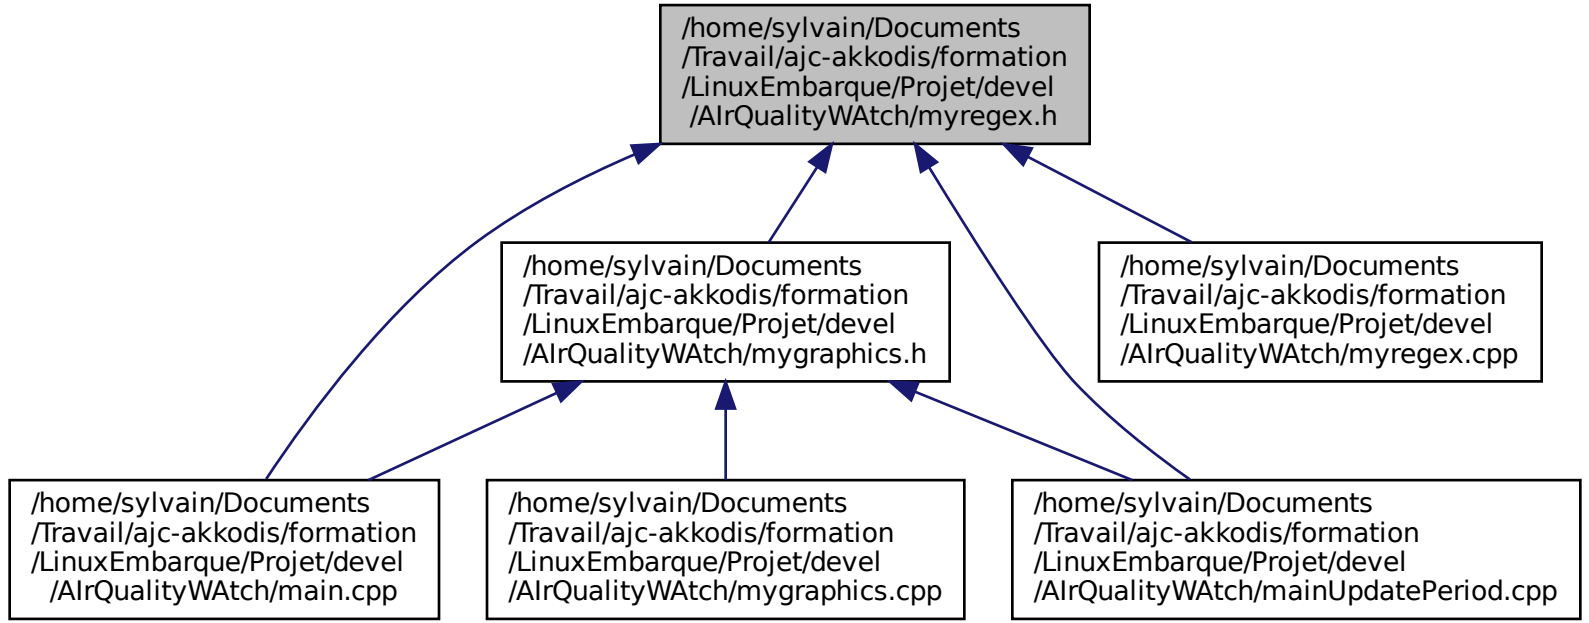 /home/sylvain/Documents
/Travail/ajc-akkodis/formation
/LinuxEmbarque/Projet/devel
/AIrQualityWAtch/myregex.h
/home/sylvain/Documents
/Travail/ajc-akkodis/formation
/LinuxEmbarque/Projet/devel
/AIrQualityWAtch/mygraphics.h
/home/sylvain/Documents
/Travail/ajc-akkodis/formation
/LinuxEmbarque/Projet/devel
/AIrQualityWAtch/myregex.cpp
/home/sylvain/Documents
/Travail/ajc-akkodis/formation
/LinuxEmbarque/Projet/devel
/AIrQualityWAtch/main.cpp
/home/sylvain/Documents
/Travail/ajc-akkodis/formation
/LinuxEmbarque/Projet/devel
/AIrQualityWAtch/mygraphics.cpp
/home/sylvain/Documents
/Travail/ajc-akkodis/formation
/LinuxEmbarque/Projet/devel
/AIrQualityWAtch/mainUpdatePeriod.cpp